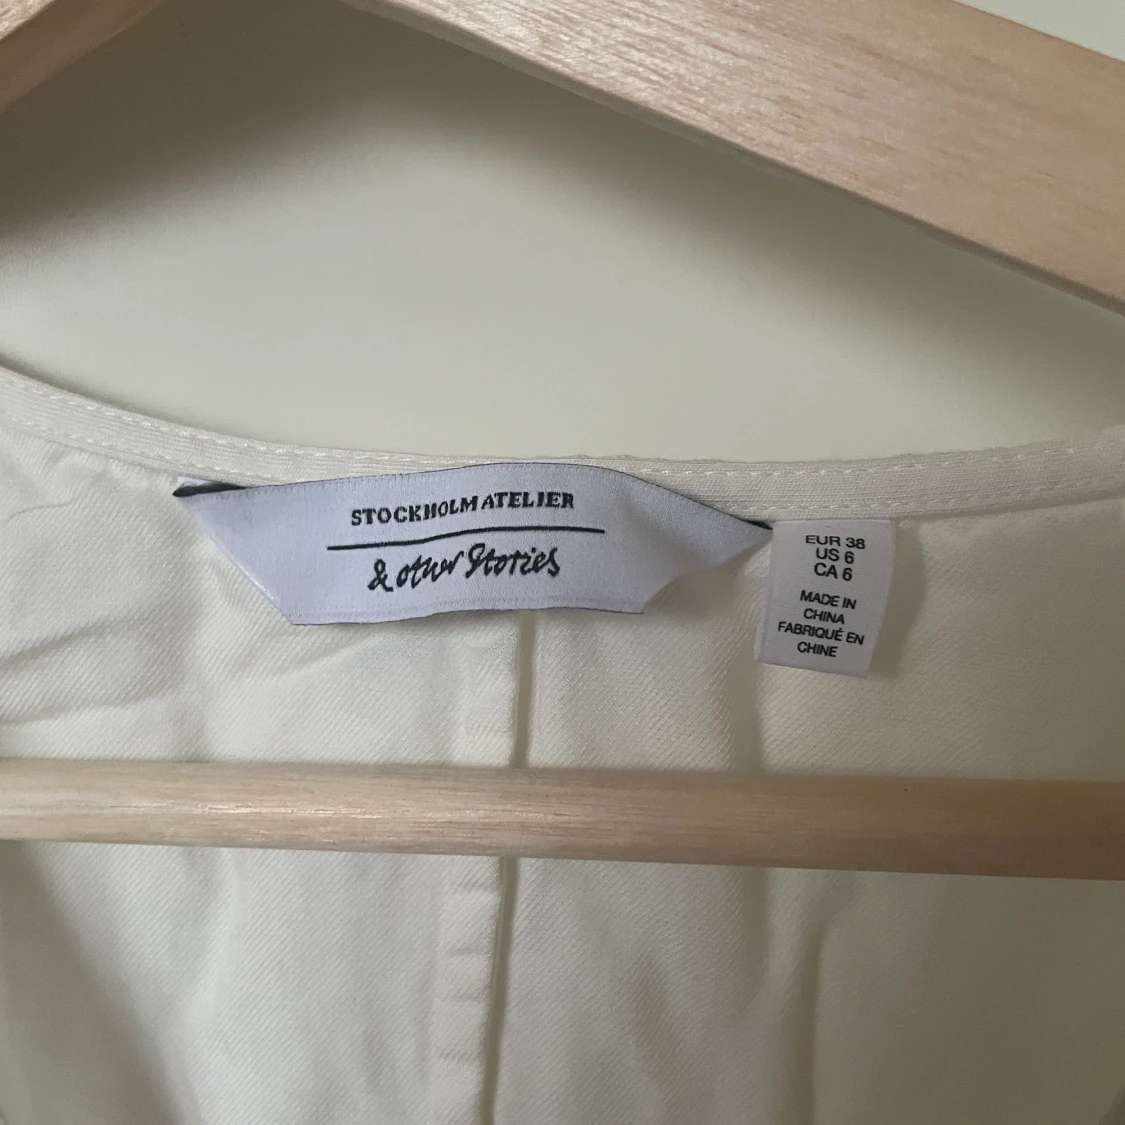 STOCKHOLM ATELIER
& other Stories
EUR 38
US 6
CA 6
MADE IN
CHINA
FABRIQUÉ EN
CHINE